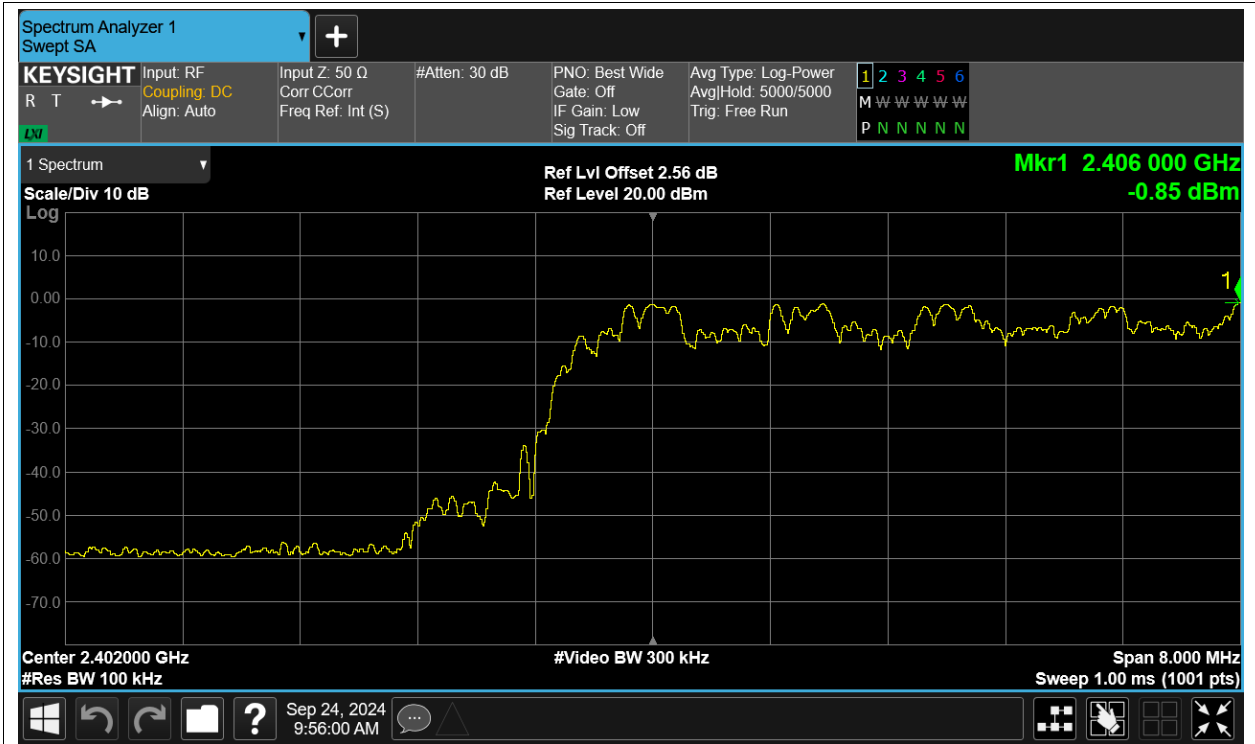 Spectrum Analyzer 1
Swept SA
KEYSIGHT
R T
LXI
Input: RF
Coupling: DC
Align: Auto
Input Z: 50 Ω
Corr CCorr
Freq Ref: Int (S)
#Atten: 30 dB
PNO: Best Wide
Gate: Off
IF Gain: Low
Sig Track: Off
Avg Type: Log-Power
Avg|Hold: 5000/5000
Trig: Free Run
1 2 3 4 5 6
M W W W W W
P N N N N N
1 Spectrum
Scale/Div 10 dB
Log
Ref Lvl Offset 2.56 dB
Ref Level 20.00 dBm
Mkr1 2.406 000 GHz
-0.85 dBm
1
10.0
0.00
-10.0
-20.0
-30.0
-40.0
-50.0
-60.0
-70.0
Center 2.402000 GHz
#Res BW 100 kHz
#Video BW 300 kHz
Span 8.000 MHz
Sweep 1.00 ms (1001 pts)
?
Sep 24, 2024
9:56:00 AM